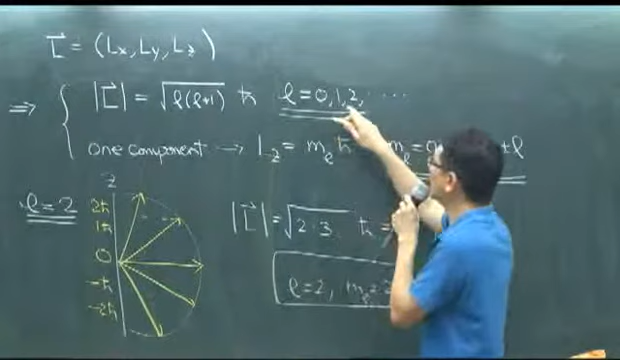 L⃗ = (Lx, Ly, Lz)
⇒ { |L⃗| = √ℓ(ℓ+1) ħ ℓ = 0, 1, 2, ⋯
one component → Lz = mℓ ħ mℓ = ±ℓ
ℓ = 2
z
2ħ
1ħ
0
-ħ
-2ħ
|L⃗| = √2·3 ħ =
ℓ = 2, mℓ =